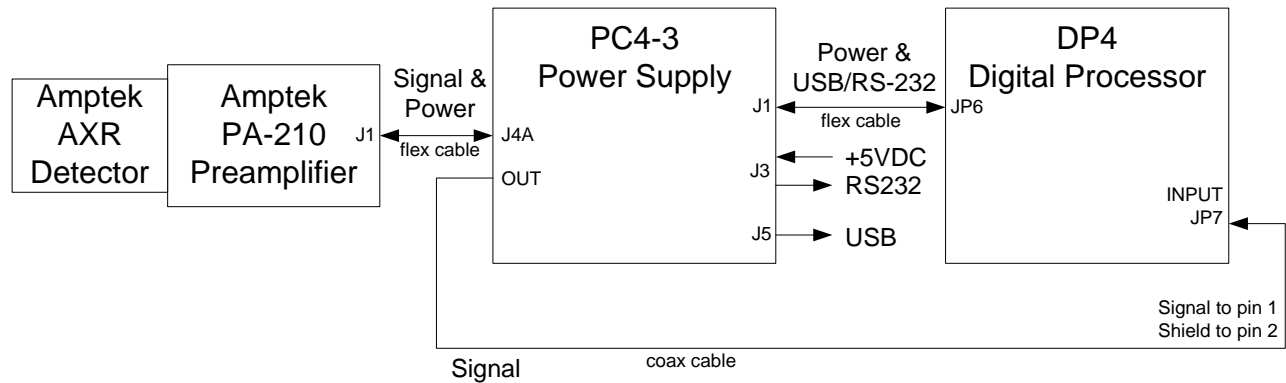 Amptek
AXR
Detector
Amptek
PA-210
Preamplifier
J1
Signal &
Power
flex cable
PC4-3
Power Supply
J4A
OUT
J1
J3
J5
Power &
USB/RS-232
flex cable
+5VDC
RS232
USB
DP4
Digital Processor
JP6
INPUT
JP7
Signal to pin 1
Shield to pin 2
Signal
coax cable